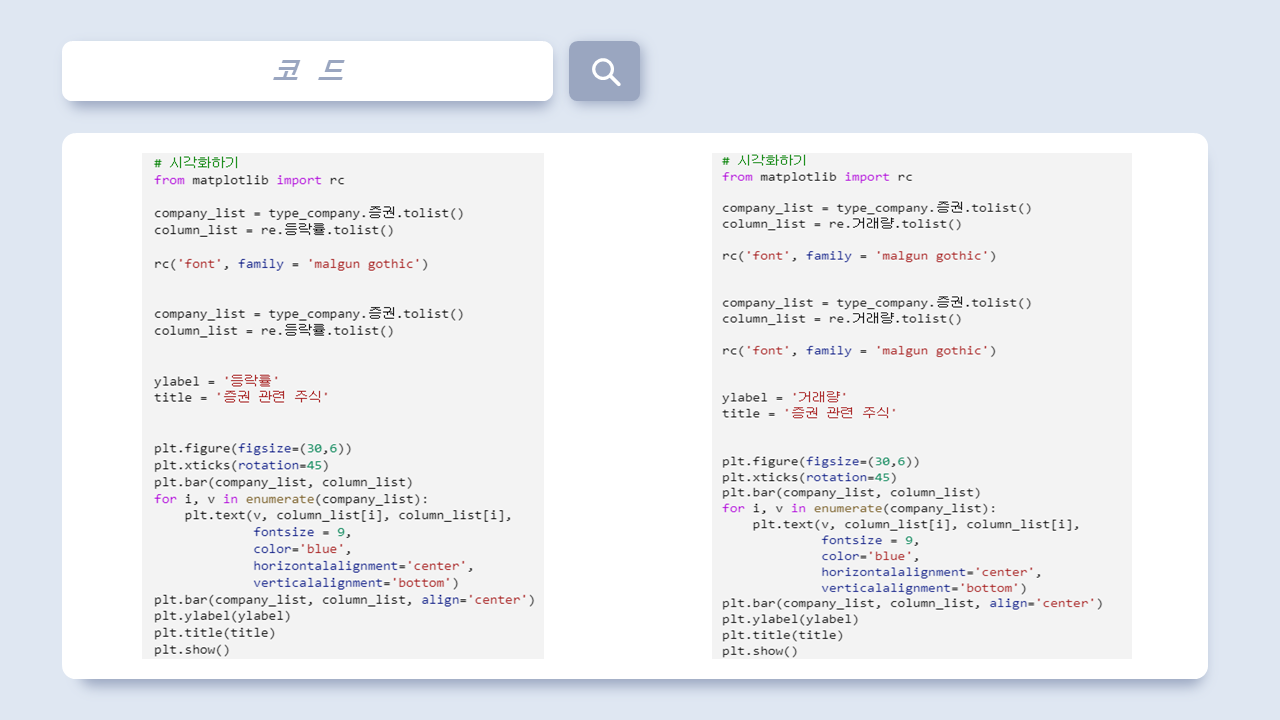 코 드
# 시각화하기
from matplotlib import rc
company_list = type_company.증권.tolist()
column_list = re.등락률.tolist()
rc('font', family = 'malgun gothic')
company_list = type_company.증권.tolist()
column_list = re.등락률.tolist()
ylabel = '등락률'
title = '증권 관련 주식'
plt.figure(figsize=(30,6))
plt.xticks(rotation=45)
plt.bar(company_list, column_list)
for i, v in enumerate(company_list):
    plt.text(v, column_list[i], column_list[i],
             fontsize = 9,
             color='blue',
             horizontalalignment='center',
             verticalalignment='bottom')
plt.bar(company_list, column_list, align='center')
plt.ylabel(ylabel)
plt.title(title)
plt.show()
# 시각화하기
from matplotlib import rc
company_list = type_company.증권.tolist()
column_list = re.거래량.tolist()
rc('font', family = 'malgun gothic')
company_list = type_company.증권.tolist()
column_list = re.거래량.tolist()
rc('font', family = 'malgun gothic')
ylabel = '거래량'
title = '증권 관련 주식'
plt.figure(figsize=(30,6))
plt.xticks(rotation=45)
plt.bar(company_list, column_list)
for i, v in enumerate(company_list):
    plt.text(v, column_list[i], column_list[i],
             fontsize = 9,
             color='blue',
             horizontalalignment='center',
             verticalalignment='bottom')
plt.bar(company_list, column_list, align='center')
plt.ylabel(ylabel)
plt.title(title)
plt.show()